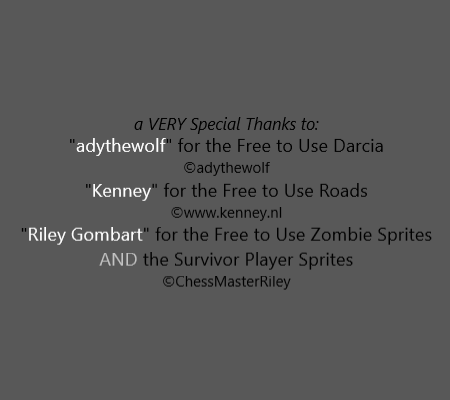 a VERY Special Thanks to:
"adythewolf" for the Free to Use Darcia
©adythewolf
"Kenney" for the Free to Use Roads
©www.kenney.nl
"Riley Gombart" for the Free to Use Zombie Sprites
AND the Survivor Player Sprites
©ChessMasterRiley